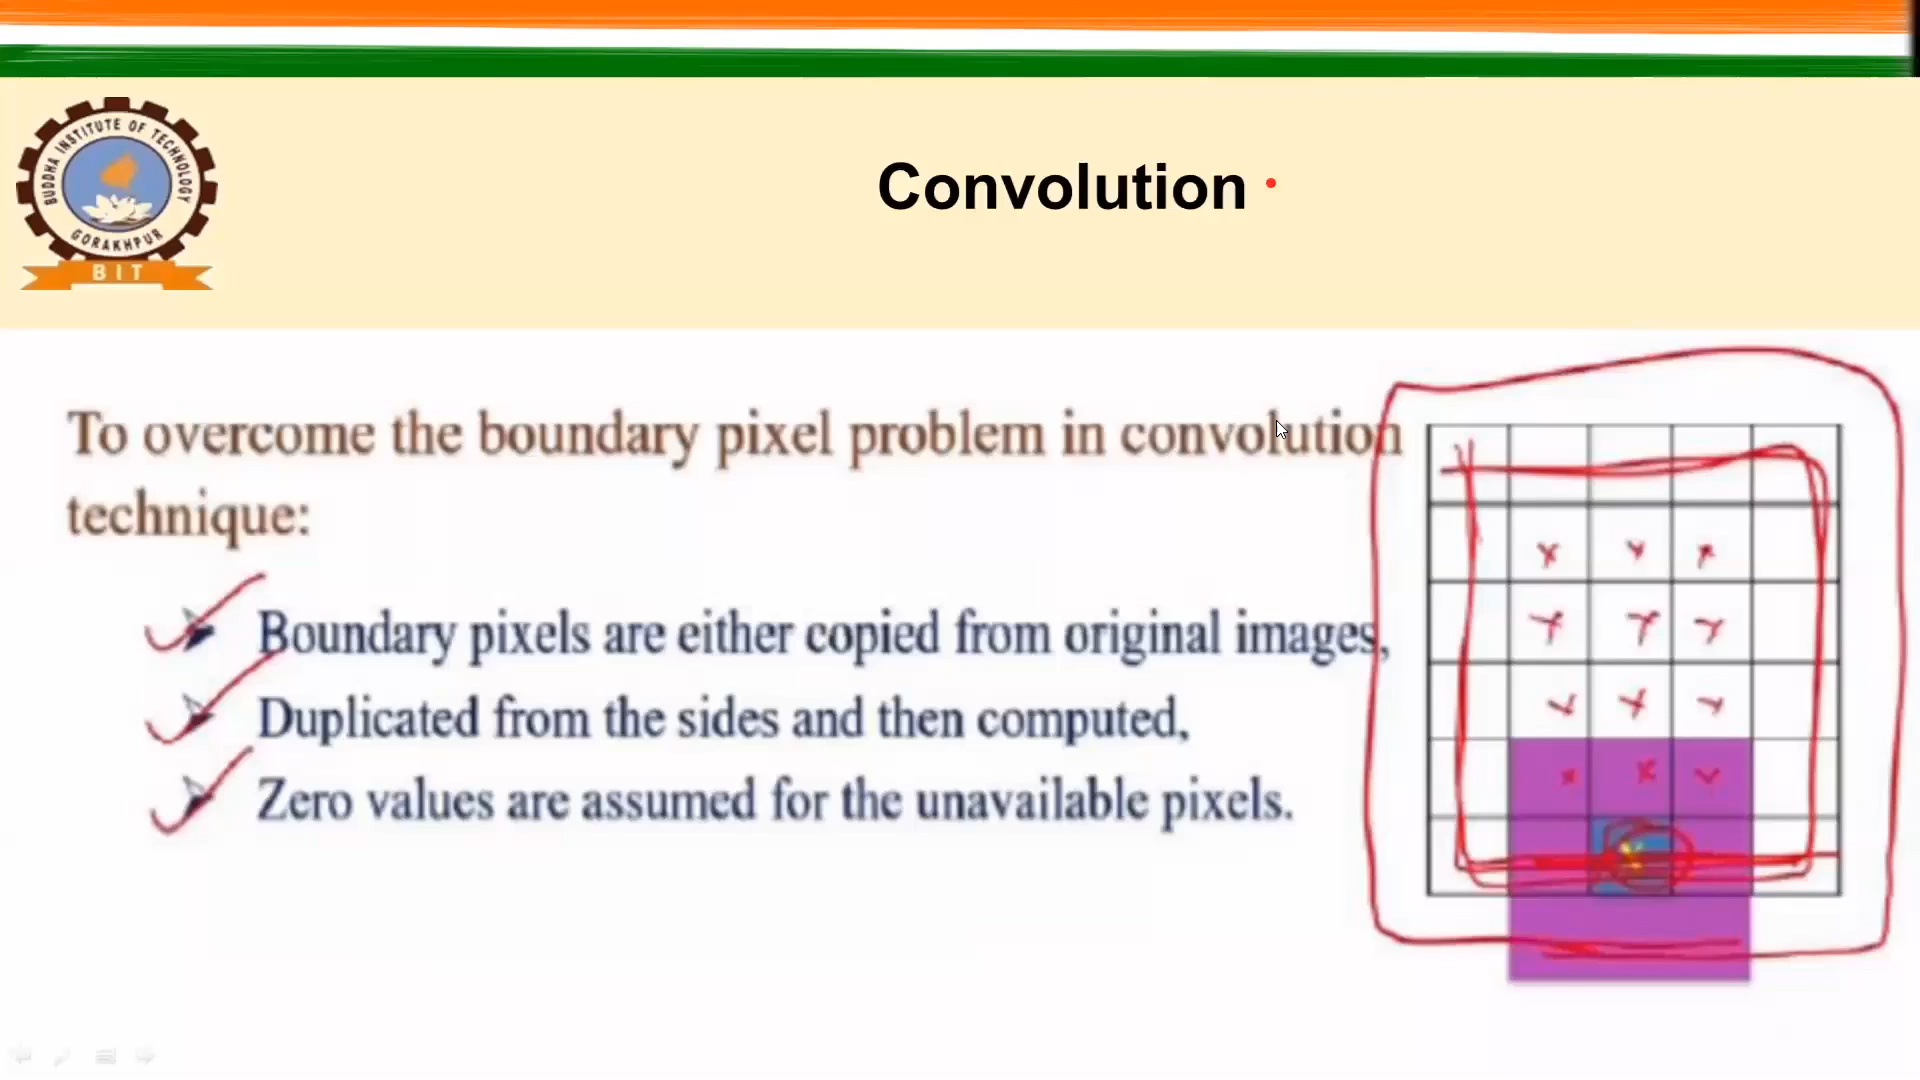 BUDDHA INSTITUTE OF TECHNOLOGY
GORAKHPUR
BIT
Convolution
To overcome the boundary pixel problem in convolution
technique:
Boundary pixels are either copied from original images,
Duplicated from the sides and then computed,
Zero values are assumed for the unavailable pixels.